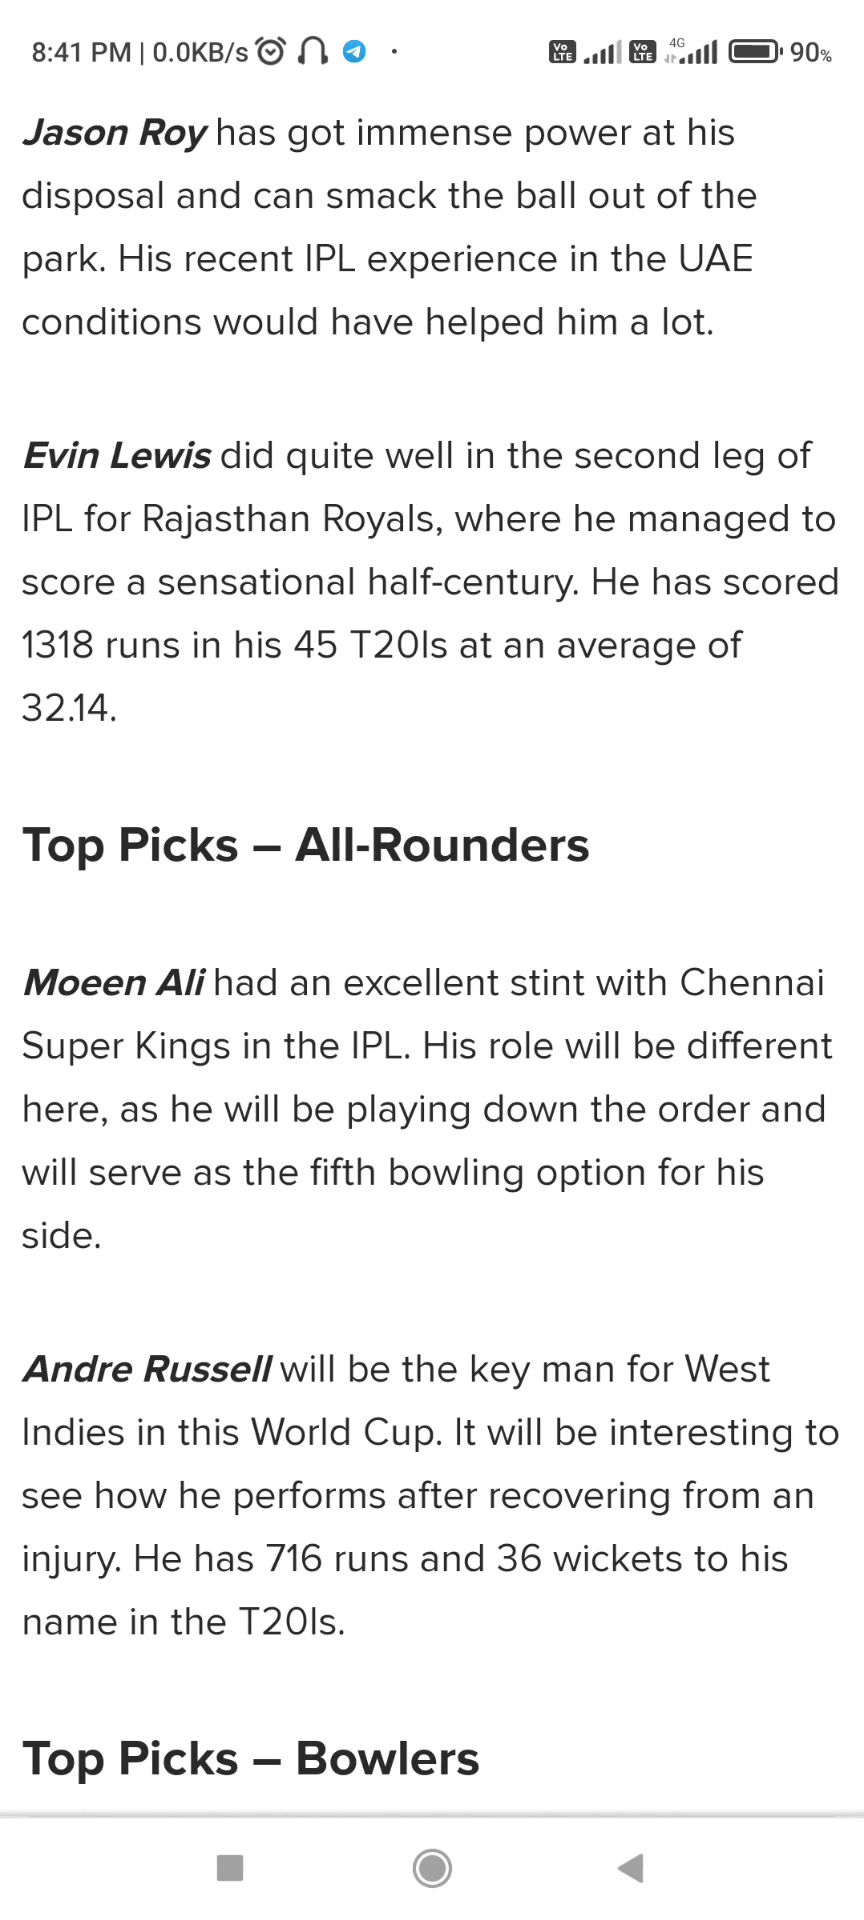 8:41 PM | 0.0KB/s
Vo LTE Vo LTE 4G 90%
Jason Roy has got immense power at his
disposal and can smack the ball out of the
park. His recent IPL experience in the UAE
conditions would have helped him a lot.
Evin Lewis did quite well in the second leg of
IPL for Rajasthan Royals, where he managed to
score a sensational half-century. He has scored
1318 runs in his 45 T20Is at an average of
32.14.
Top Picks – All-Rounders
Moeen Ali had an excellent stint with Chennai
Super Kings in the IPL. His role will be different
here, as he will be playing down the order and
will serve as the fifth bowling option for his
side.
Andre Russell will be the key man for West
Indies in this World Cup. It will be interesting to
see how he performs after recovering from an
injury. He has 716 runs and 36 wickets to his
name in the T20Is.
Top Picks – Bowlers